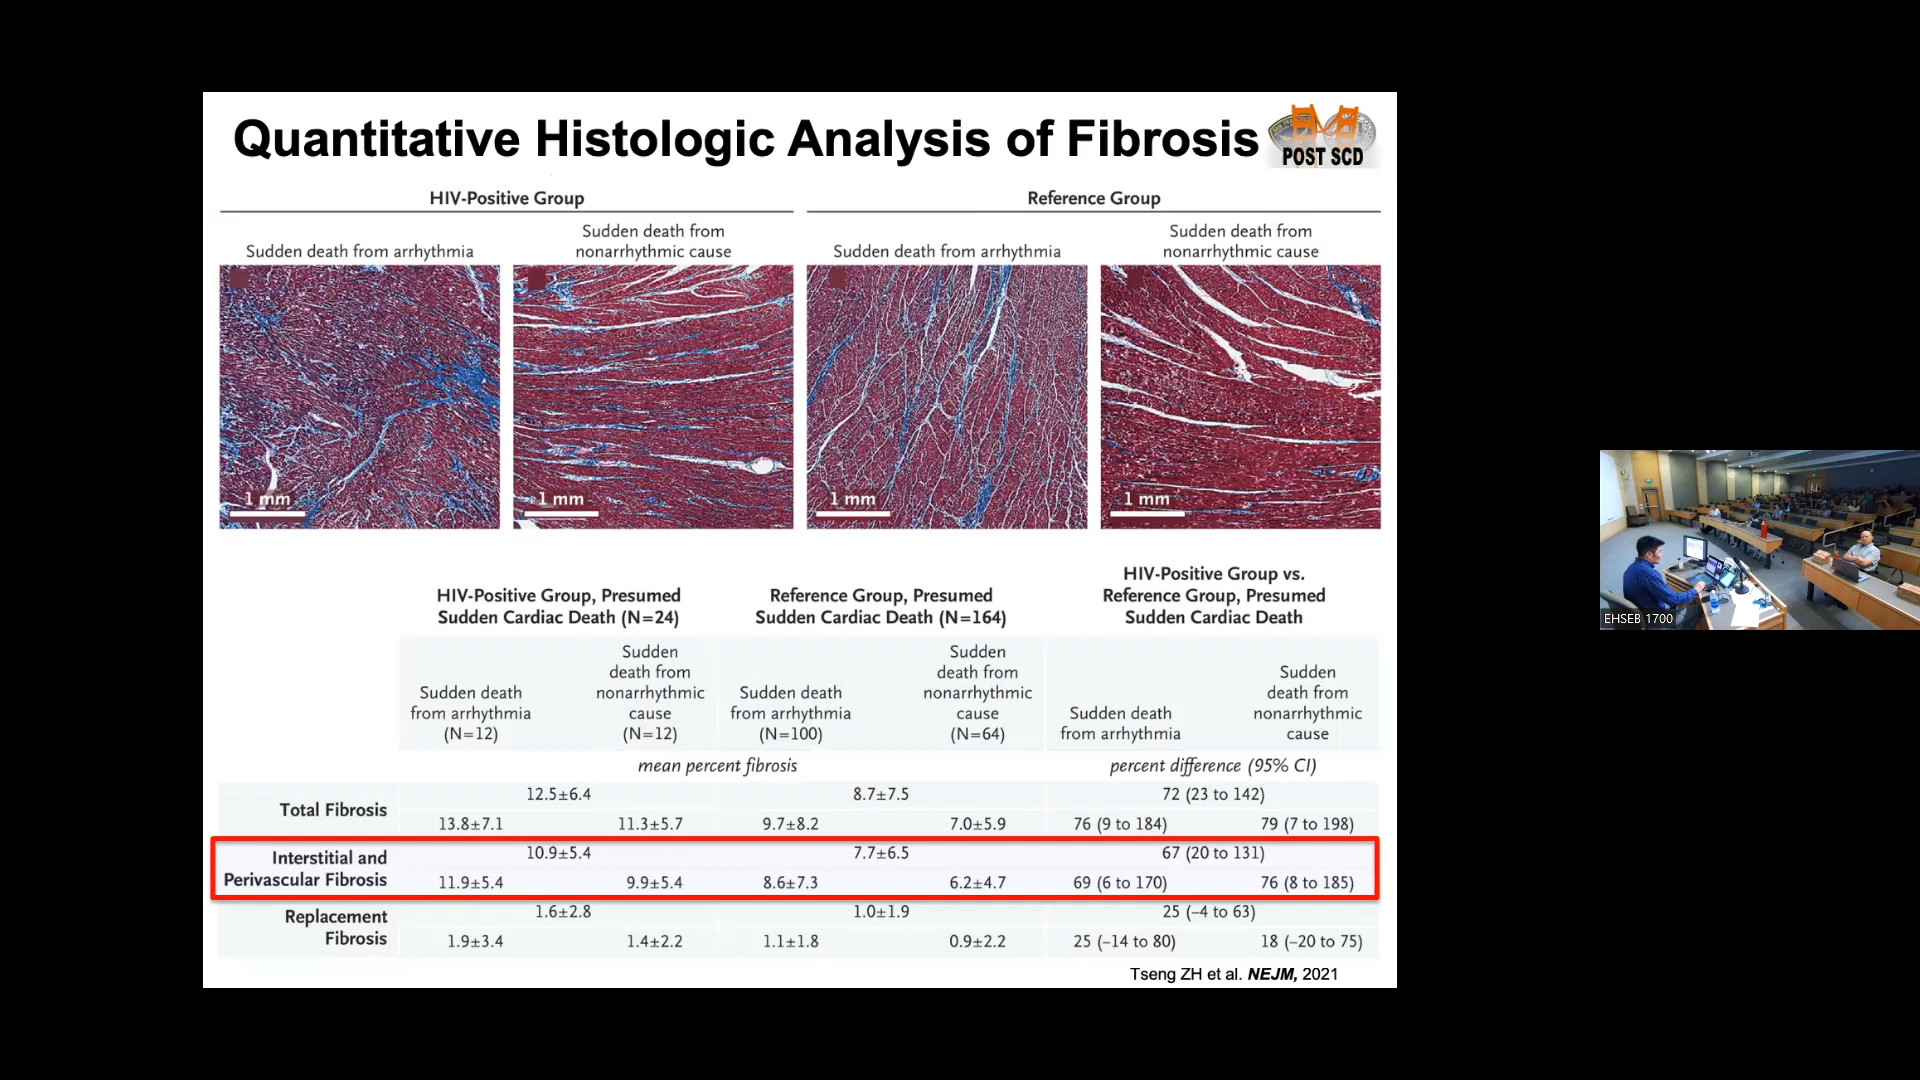 Quantitative Histologic Analysis of Fibrosis
POST SCD
HIV-Positive Group
Reference Group
Sudden death from arrhythmia
Sudden death from
nonarrhythmic cause
Sudden death from arrhythmia
Sudden death from
nonarrhythmic cause
1 mm
1 mm
1 mm
1 mm
HIV-Positive Group, Presumed
Sudden Cardiac Death (N=24)
Reference Group, Presumed
Sudden Cardiac Death (N=164)
HIV-Positive Group vs.
Reference Group, Presumed
Sudden Cardiac Death
Sudden death
from arrhythmia
(N=12)
Sudden
death from
nonarrhythmic
cause
(N=12)
Sudden death
from arrhythmia
(N=100)
Sudden
death from
nonarrhythmic
cause
(N=64)
Sudden death
from arrhythmia
Sudden
death from
nonarrhythmic
cause
mean percent fibrosis
percent difference (95% CI)
Total Fibrosis
12.5±6.4 8.7±7.5 72 (23 to 142)
13.8±7.1 11.3±5.7 9.7±8.2 7.0±5.9 76 (9 to 184) 79 (7 to 198)
Interstitial and
Perivascular Fibrosis
10.9±5.4 7.7±6.5 67 (20 to 131)
11.9±5.4 9.9±5.4 8.6±7.3 6.2±4.7 69 (6 to 170) 76 (8 to 185)
Replacement
Fibrosis
1.6±2.8 1.0±1.9 25 (–4 to 63)
1.9±3.4 1.4±2.2 1.1±1.8 0.9±2.2 25 (–14 to 80) 18 (–20 to 75)
Tseng ZH et al. NEJM, 2021
EHSEB 1700